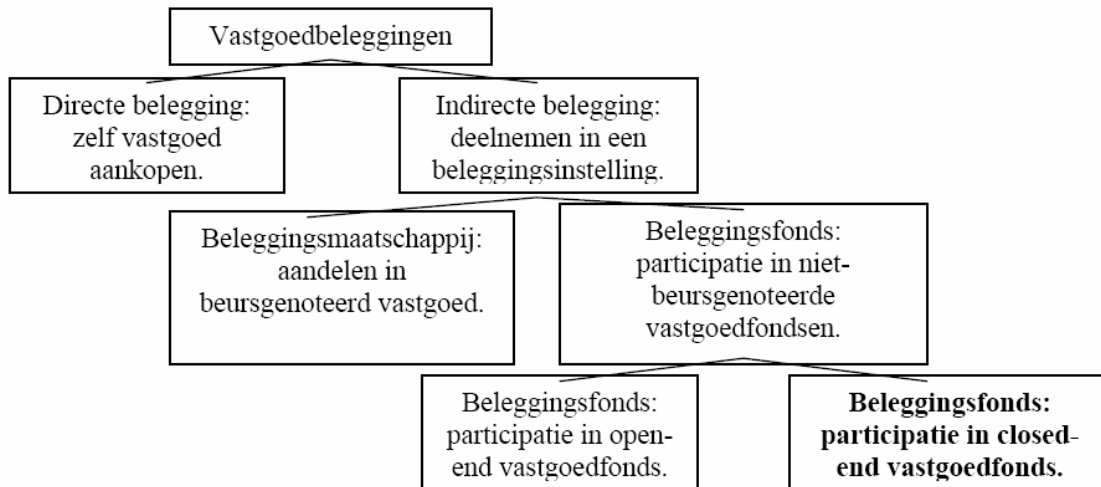 Vastgoedbeleggingen
Directe belegging:
zelf vastgoed
aankopen.
Indirecte belegging:
deelnemen in een
beleggingsinstelling.
Beleggingsmaatschappij:
aandelen in
beursgenoteerd vastgoed.
Beleggingsfonds:
participatie in niet-
beursgenoteerde
vastgoedfondsen.
Beleggingsfonds:
participatie in open-
end vastgoedfonds.
Beleggingsfonds:
participatie in closed-
end vastgoedfonds.